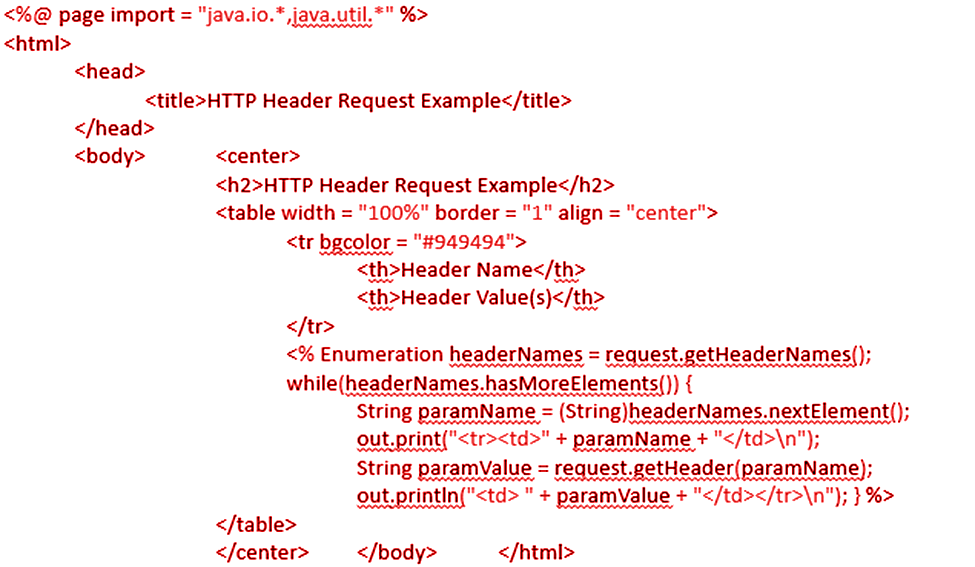 <%@ page import = "java.io.*,java.util.*" %>
<html>
<head>
<title>HTTP Header Request Example</title>
</head>
<body> <center>
<h2>HTTP Header Request Example</h2>
<table width = "100%" border = "1" align = "center">
<tr bgcolor = "#949494">
<th>Header Name</th>
<th>Header Value(s)</th>
</tr>
<% Enumeration headerNames = request.getHeaderNames();
while(headerNames.hasMoreElements()) {
String paramName = (String)headerNames.nextElement();
out.print("<tr><td>" + paramName + "</td>\n");
String paramValue = request.getHeader(paramName);
out.println("<td> " + paramValue + "</td></tr>\n"); } %>
</table>
</center> </body> </html>